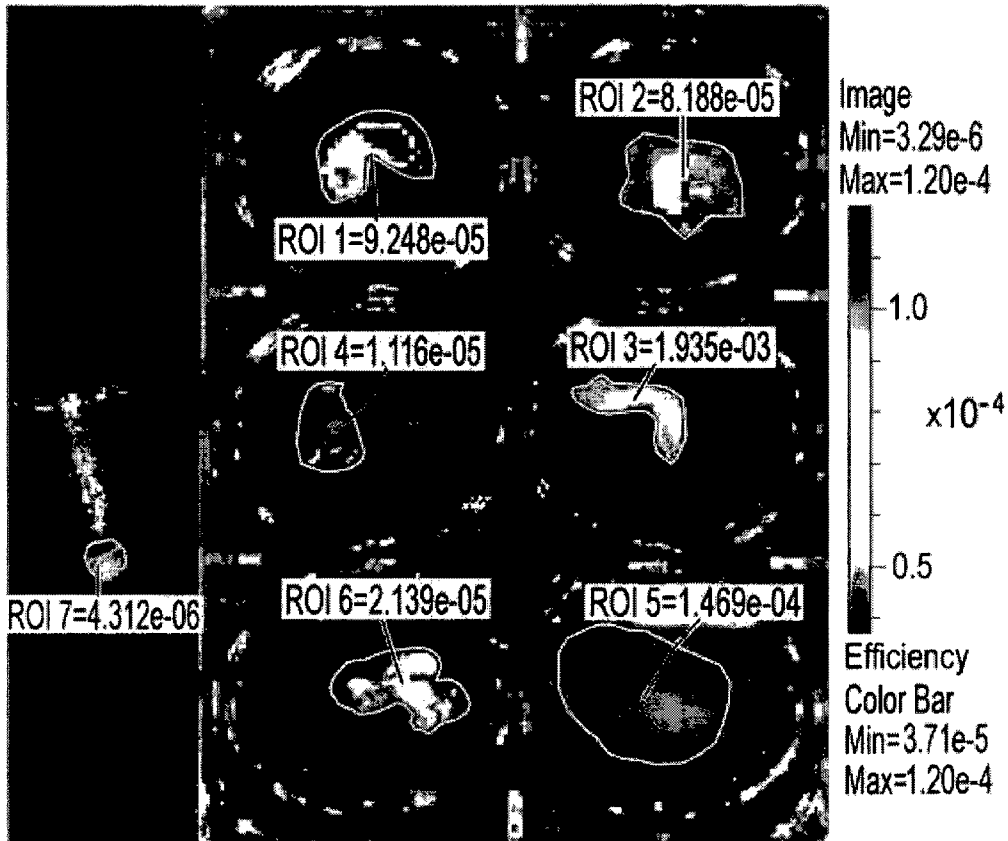 ROI 2=8.188e-05
Image
Min=3.29e-6
Max=1.20e-4
ROI 1=9.248e-05
1.0
ROI 4=1.116e-05
ROI 3=1.935e-03
x10-4
0.5
ROI 7=4.312e-06
ROI 6=2.139e-05
ROI 5=1.469e-04
Efficiency
Color Bar
Min=3.71e-5
Max=1.20e-4